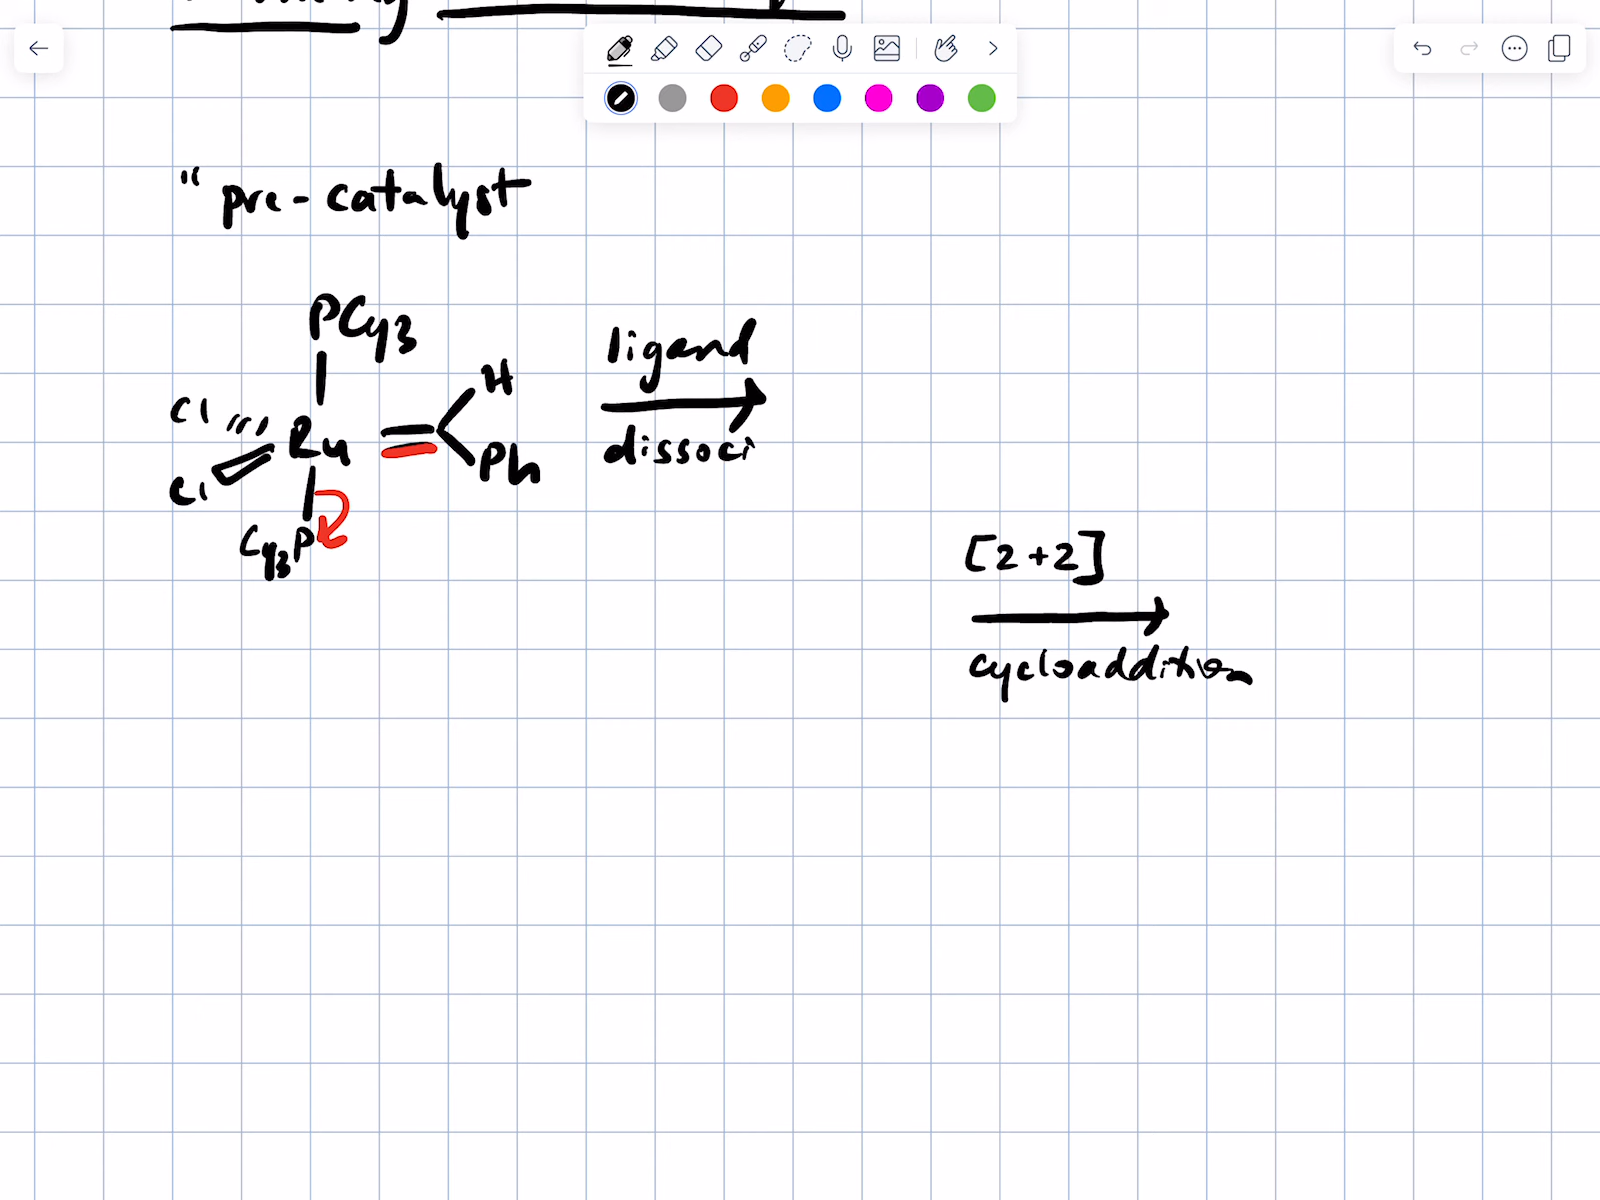 " pre-catalyst
PCy3
Cl
Ru
H
Ph
Cl
Cy3P
ligand
dissoci
[2+2]
cycloaddition